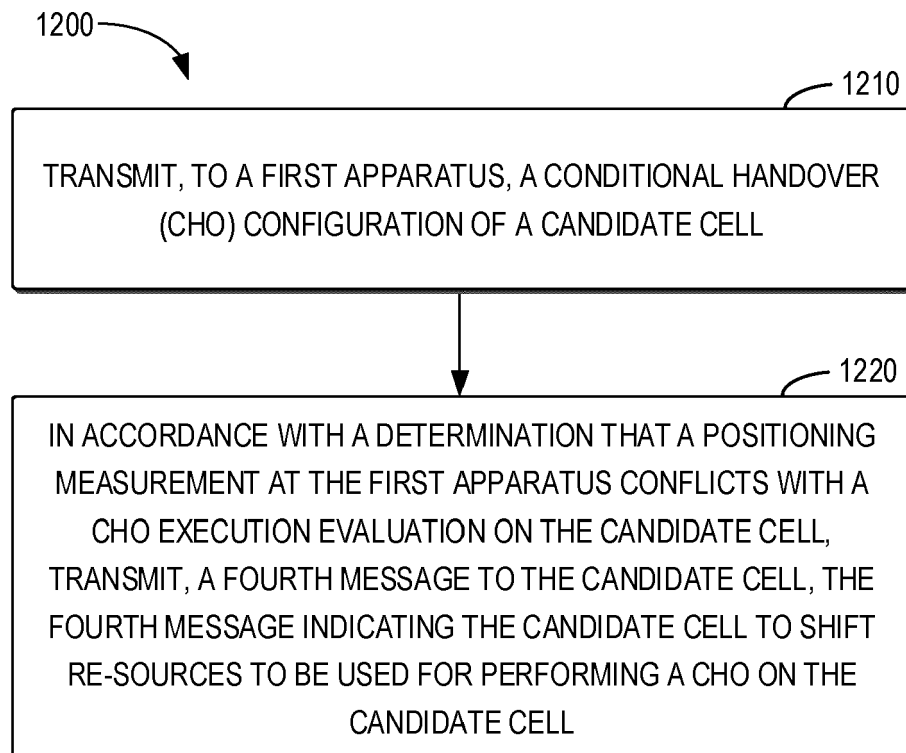 1200
1210
TRANSMIT, TO A FIRST APPARATUS, A CONDITIONAL HANDOVER
(CHO) CONFIGURATION OF A CANDIDATE CELL
1220
IN ACCORDANCE WITH A DETERMINATION THAT A POSITIONING
MEASUREMENT AT THE FIRST APPARATUS CONFLICTS WITH A
CHO EXECUTION EVALUATION ON THE CANDIDATE CELL,
TRANSMIT, A FOURTH MESSAGE TO THE CANDIDATE CELL, THE
FOURTH MESSAGE INDICATING THE CANDIDATE CELL TO SHIFT
RE-SOURCES TO BE USED FOR PERFORMING A CHO ON THE
CANDIDATE CELL